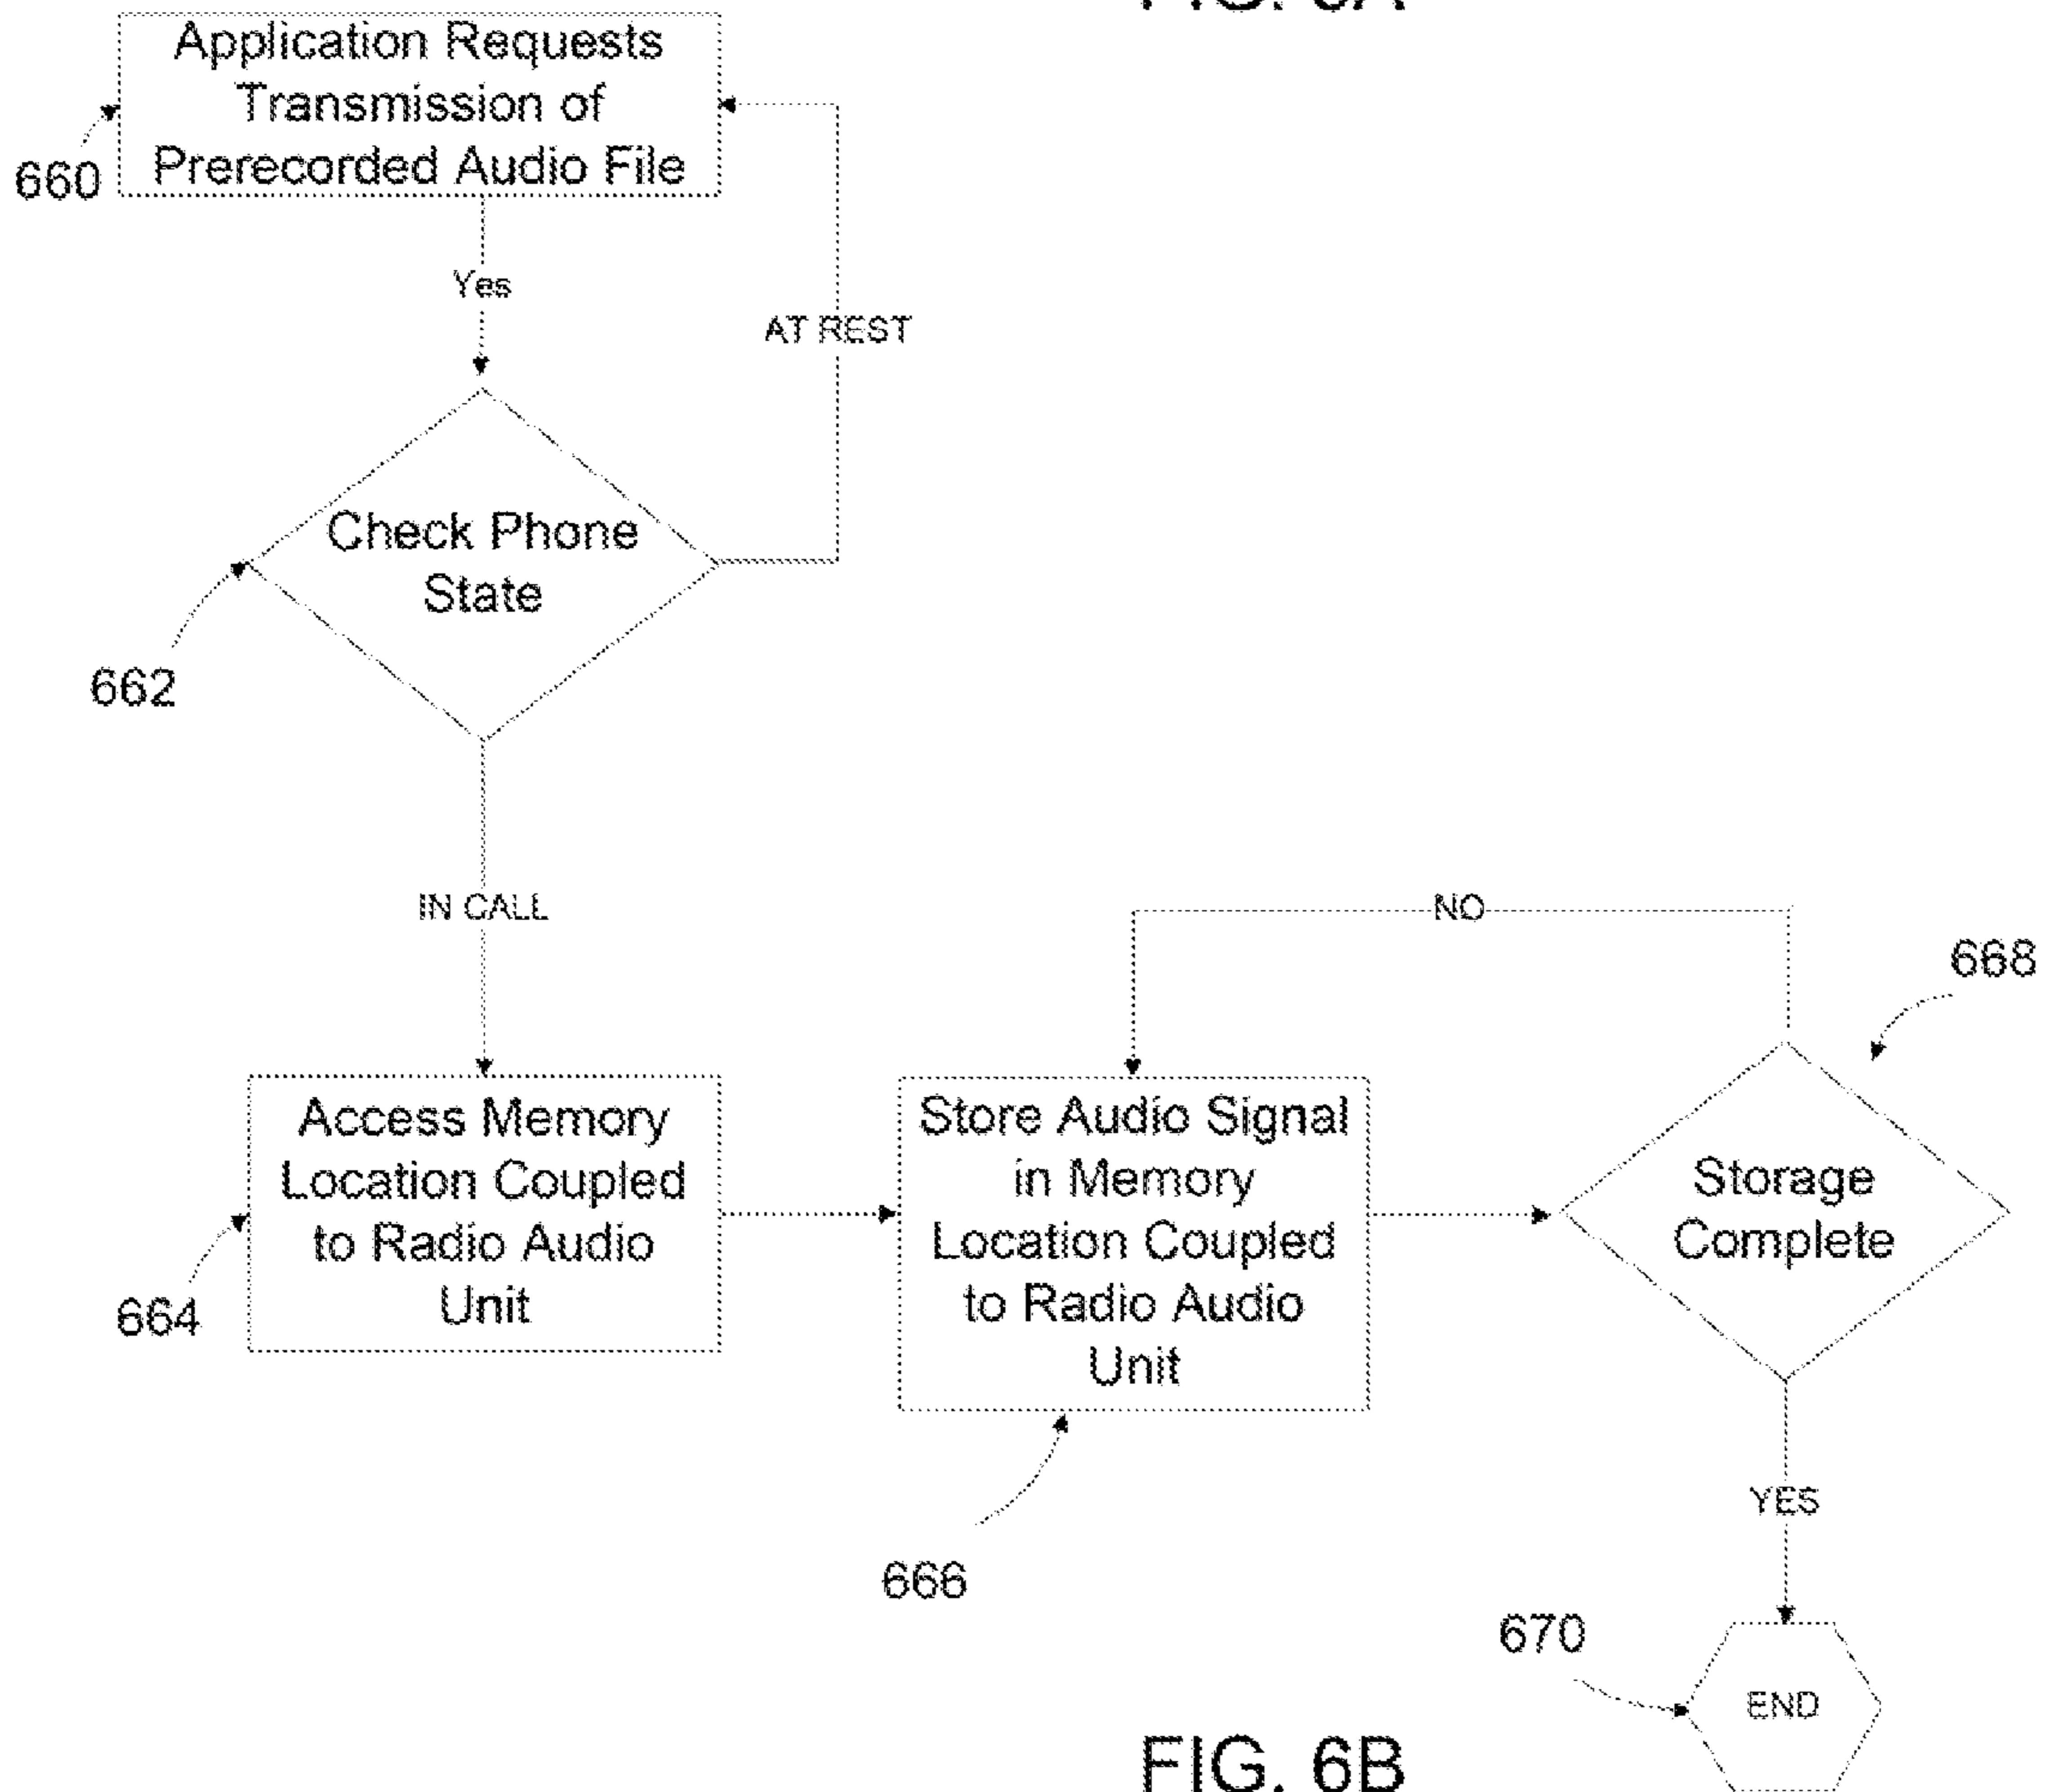 Application Requests
Transmission of
Prerecorded Audio File
660
Yes
AT REST
Check Phone
State
662
IN CALL
NO
668
Access Memory
Location Coupled
to Radio Audio
Unit
664
Store Audio Signal
in Memory
Location Coupled
to Radio Audio
Unit
666
Storage
Complete
YES
670
END
FIG. 6B